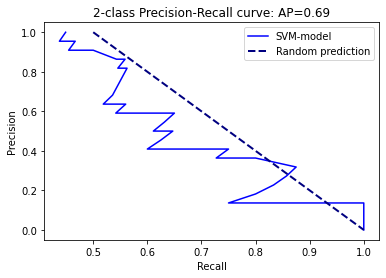 2-class Precision-Recall curve: AP=0.69
1.0
0.8
0.6
0.4
0.2
0.0
Precision
SVM-model
Random prediction
0.5
0.6
0.7
0.8
0.9
1.0
Recall